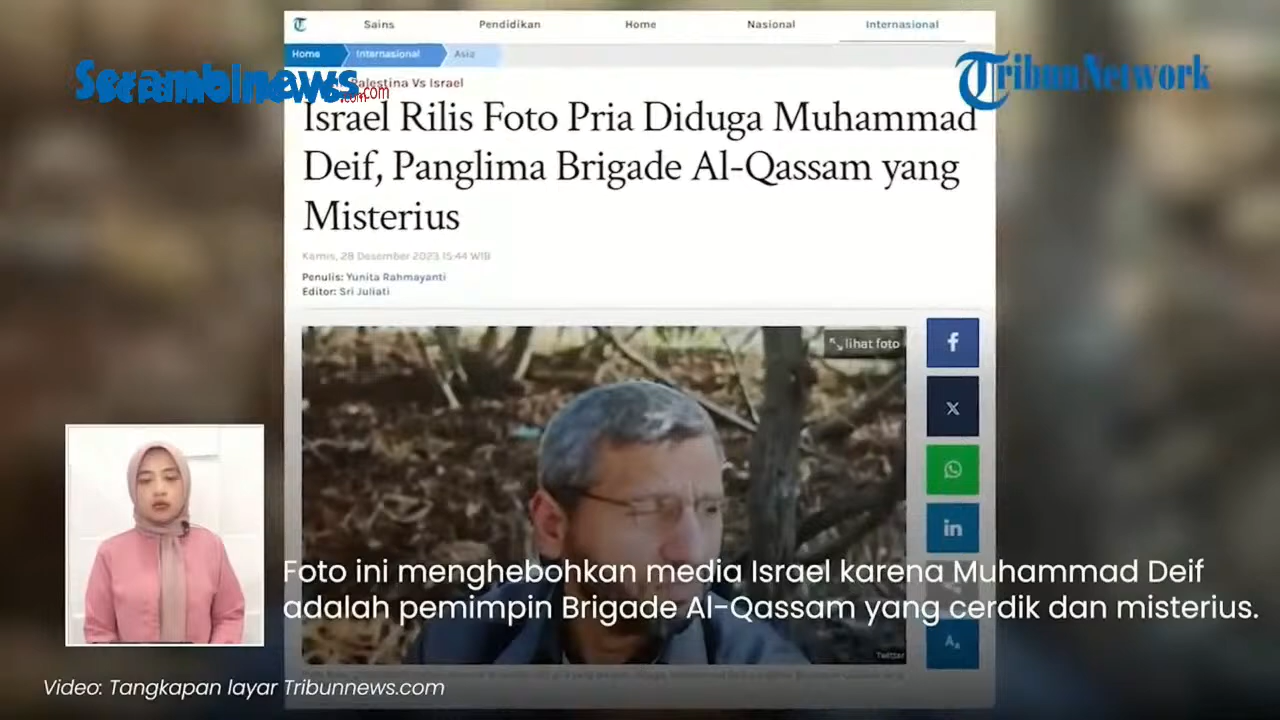 Sains Pendidikan Home Nasional Internasional
Home Internasional Asia
Serambinews.com
Serambinews.com
TribunNetwork
Palestina Vs Israel
Israel Rilis Foto Pria Diduga Muhammad
Deif, Panglima Brigade Al-Qassam yang
Misterius
Kamis, 28 Desember 2023 15:44 WIB
Penulis: Yunita Rahmayanti
Editor: Sri Juliati
lihat foto
Foto ini menghebohkan media Israel karena Muhammad Deif
adalah pemimpin Brigade Al-Qassam yang cerdik dan misterius.
Twitter
Video: Tangkapan layar Tribunnews.com